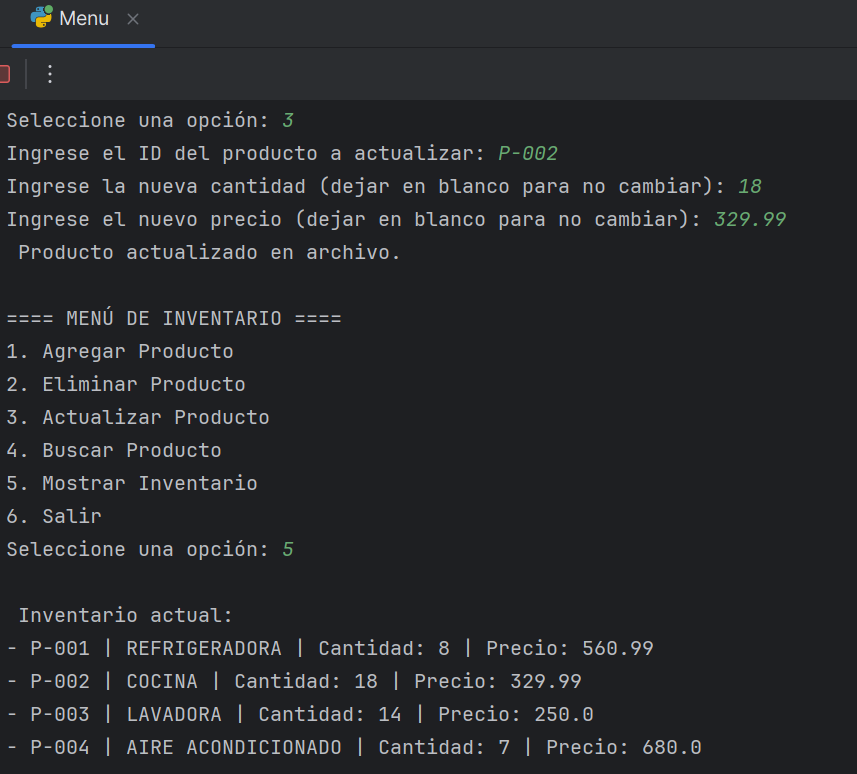 Menu
Seleccione una opción: 3
Ingrese el ID del producto a actualizar: P-002
Ingrese la nueva cantidad (dejar en blanco para no cambiar): 18
Ingrese el nuevo precio (dejar en blanco para no cambiar): 329.99
Producto actualizado en archivo.
==== MENÚ DE INVENTARIO ====
1. Agregar Producto
2. Eliminar Producto
3. Actualizar Producto
4. Buscar Producto
5. Mostrar Inventario
6. Salir
Seleccione una opción: 5
Inventario actual:
- P-001 | REFRIGERADORA | Cantidad: 8 | Precio: 560.99
- P-002 | COCINA | Cantidad: 18 | Precio: 329.99
- P-003 | LAVADORA | Cantidad: 14 | Precio: 250.0
- P-004 | AIRE ACONDICIONADO | Cantidad: 7 | Precio: 680.0